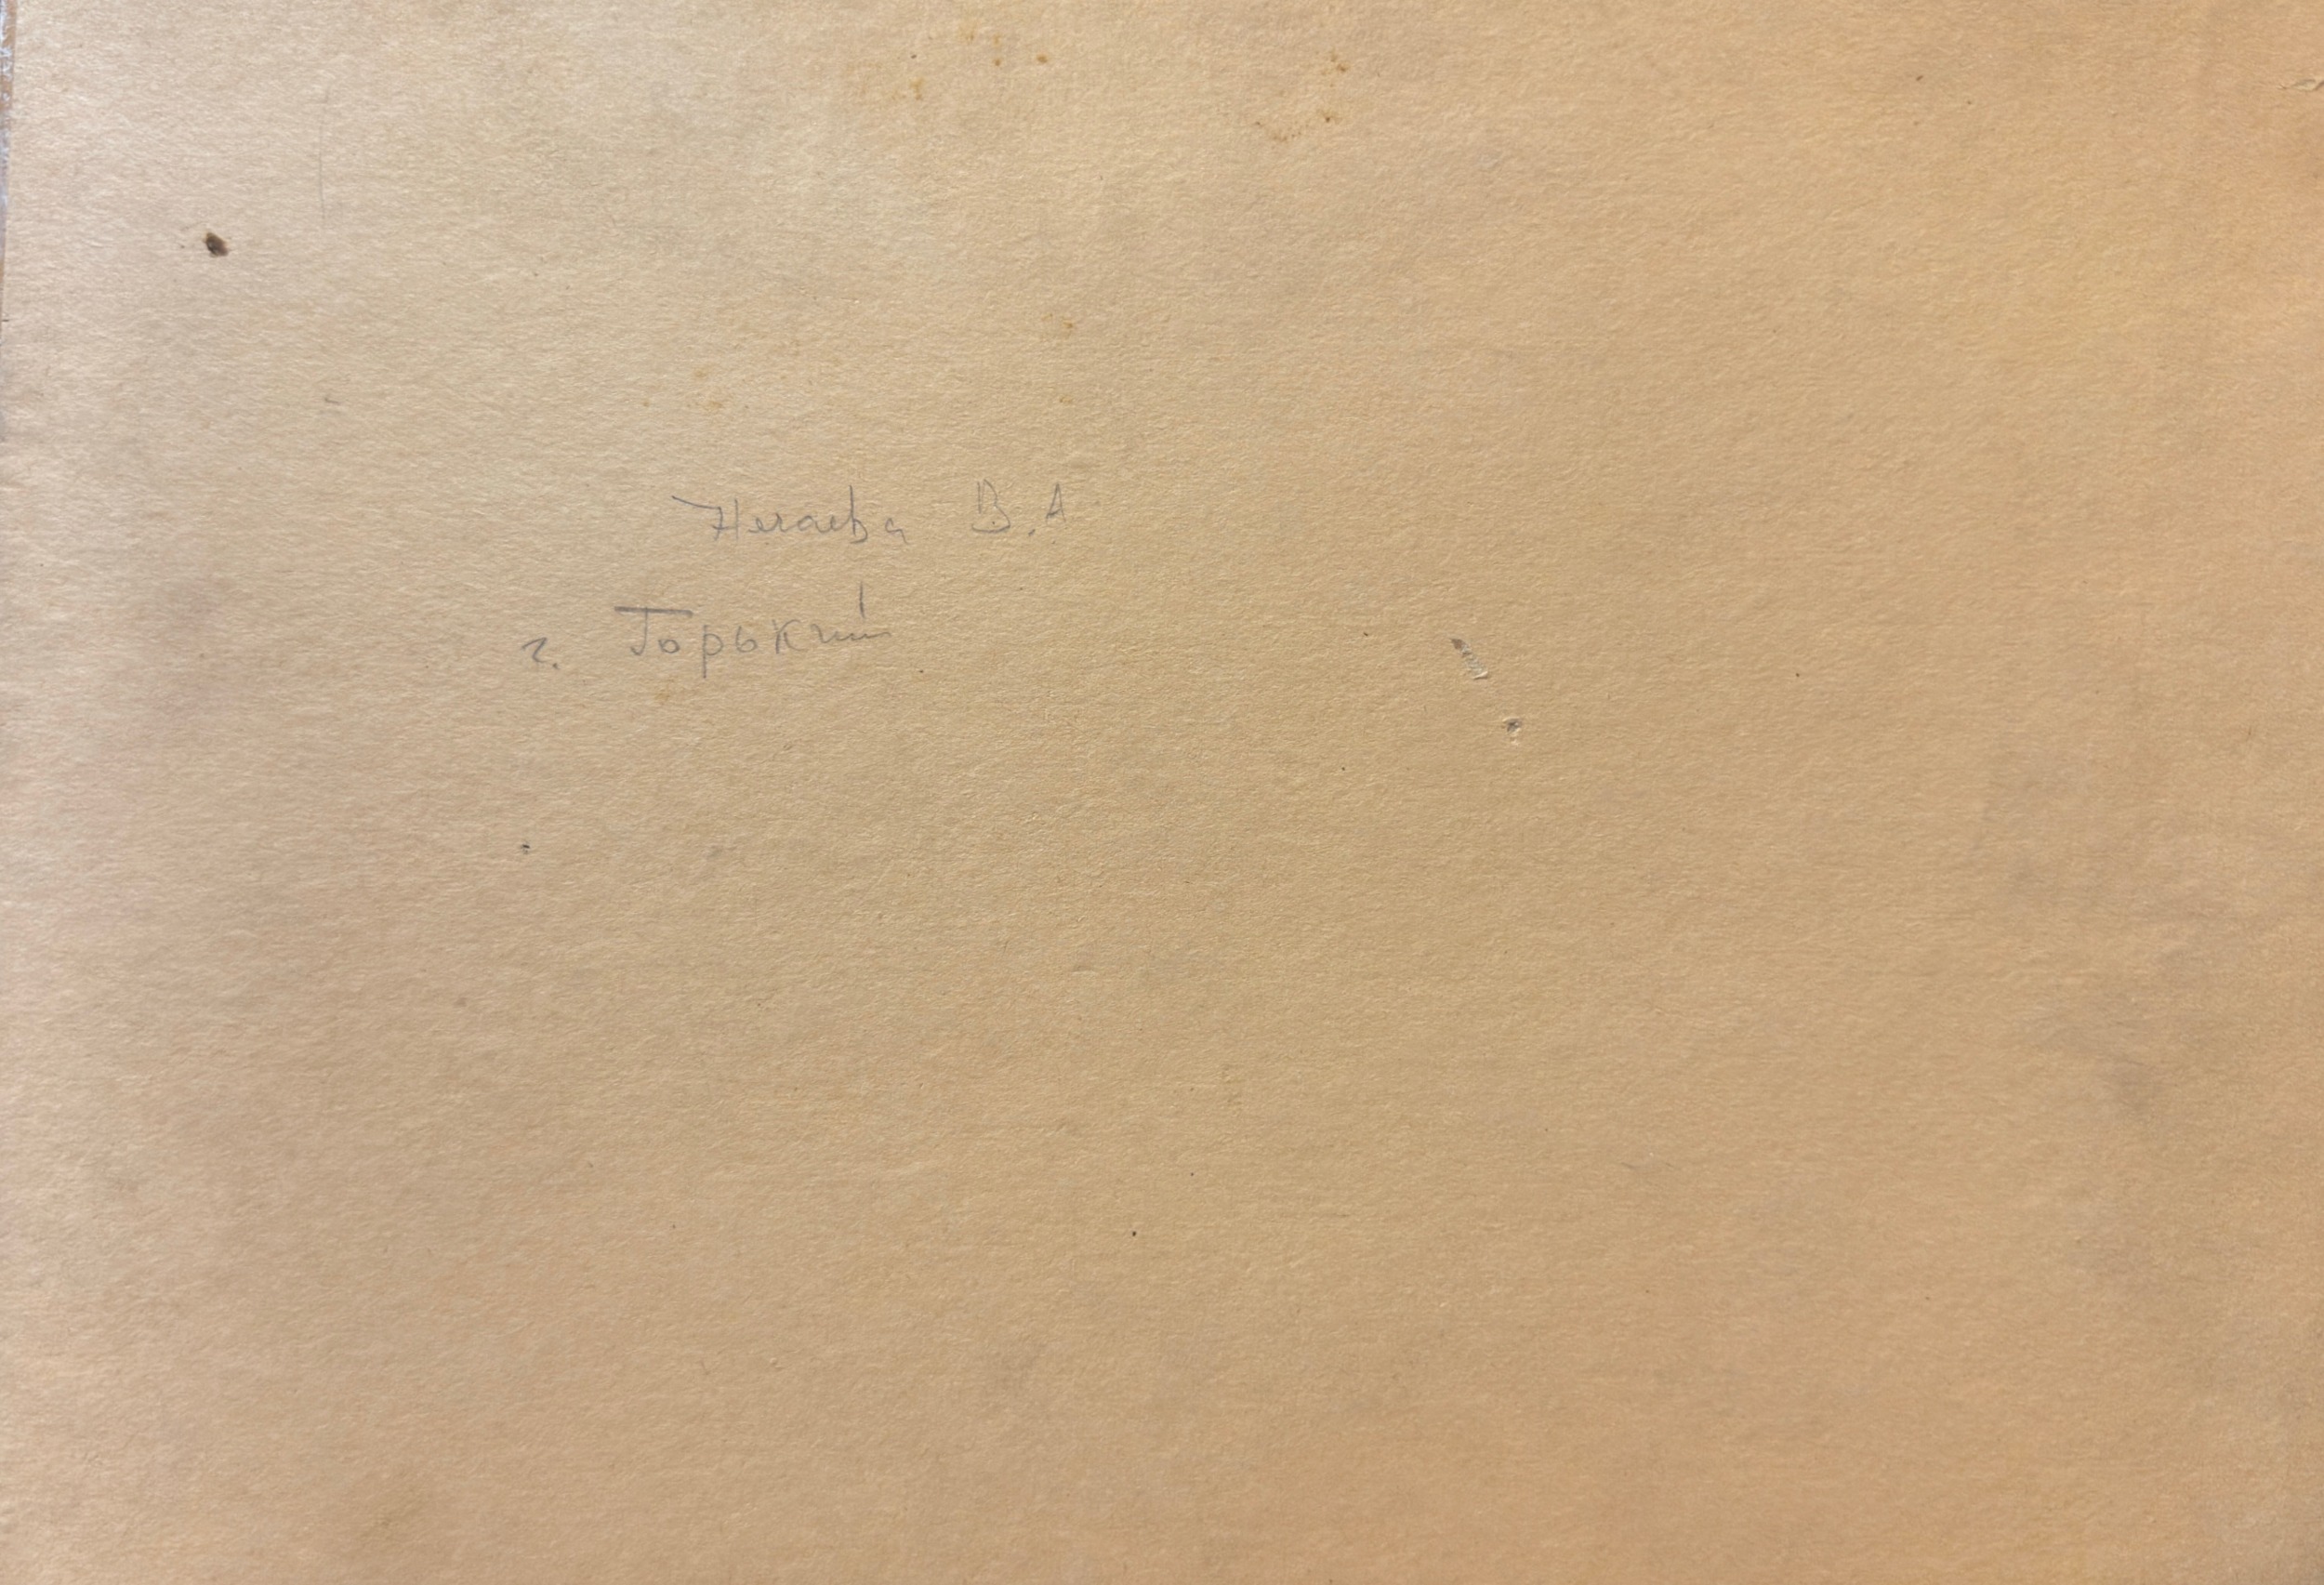 Нечаева В.А
г. Горький